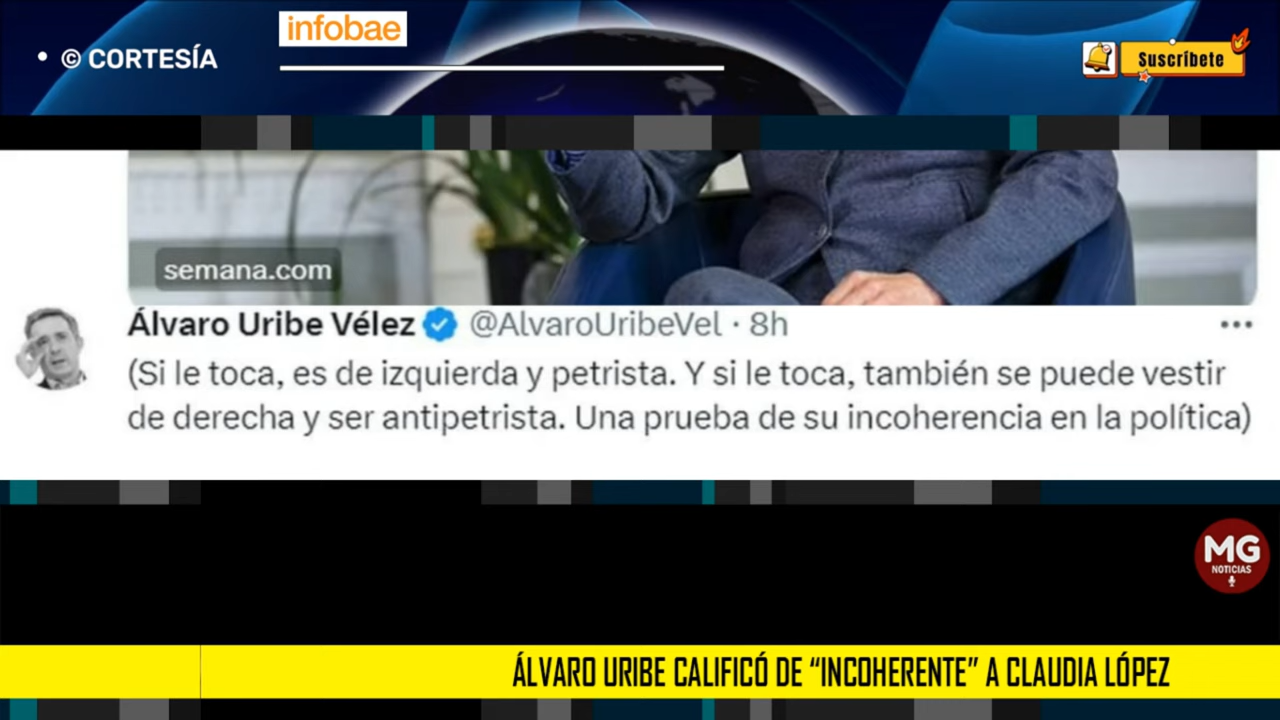 • © CORTESÍA
infobae
Suscríbete
semana.com
Álvaro Uribe Vélez @AlvaroUribeVel · 8h
(Si le toca, es de izquierda y petrista. Y si le toca, también se puede vestir
de derecha y ser antipetrista. Una prueba de su incoherencia en la política)
MG
NOTICIAS
ÁLVARO URIBE CALIFICÓ DE “INCOHERENTE” A CLAUDIA LÓPEZ